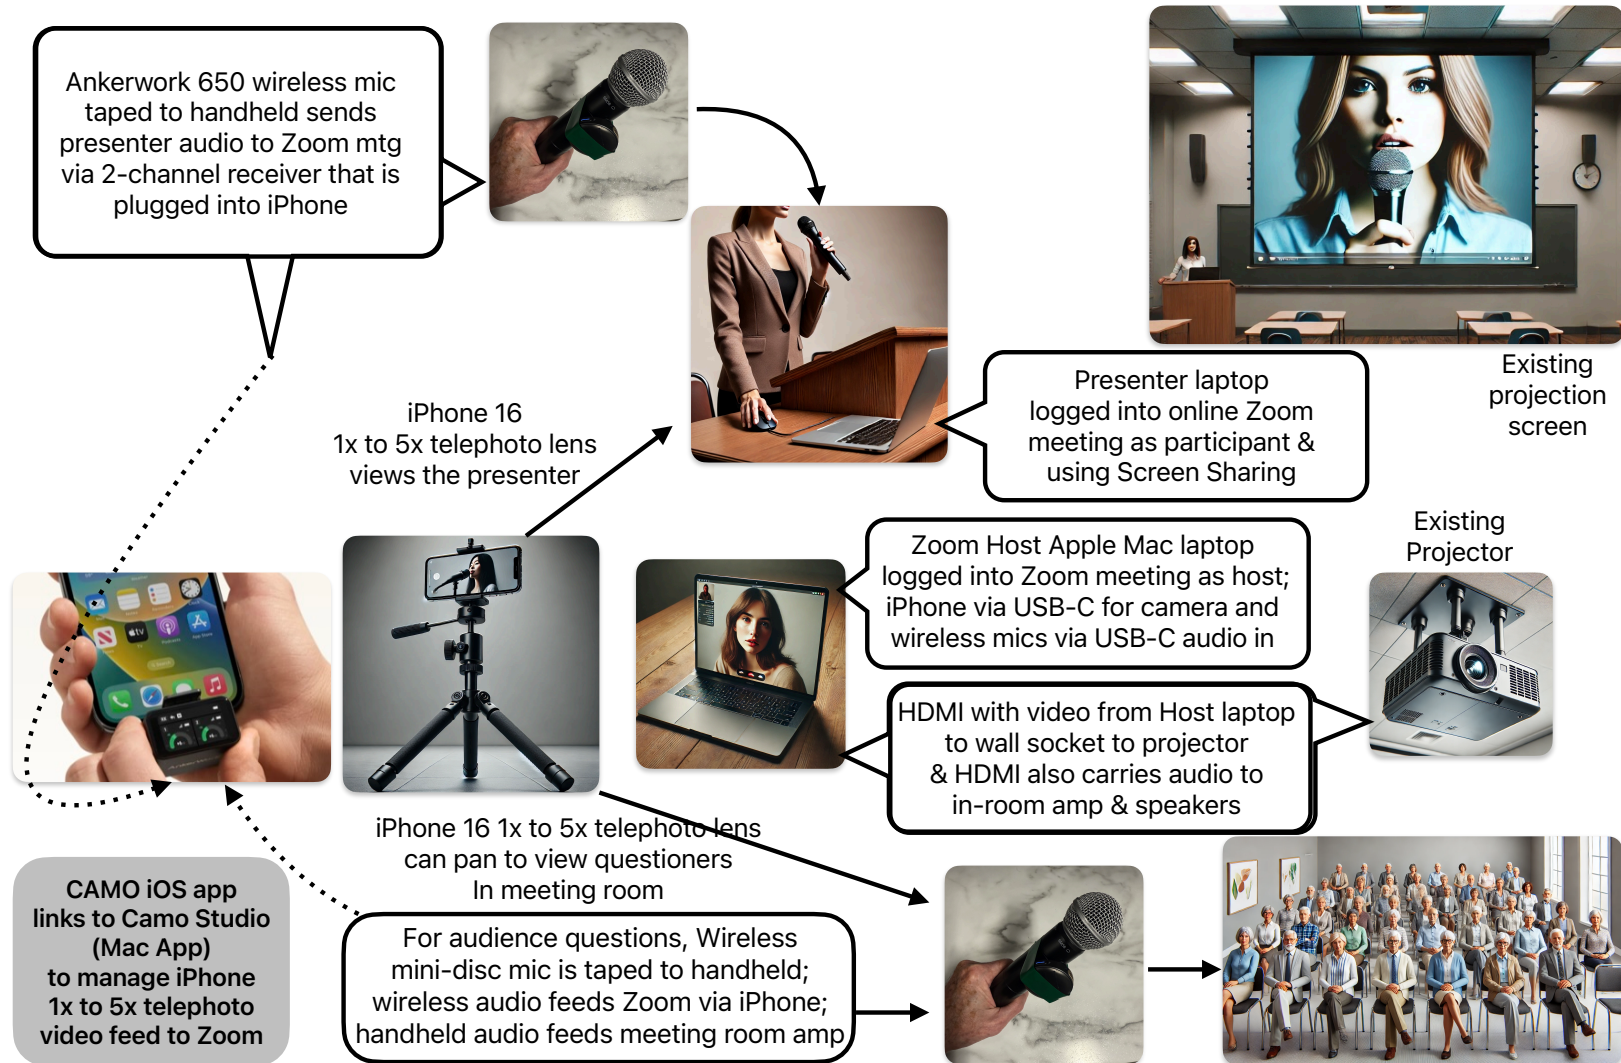 Ankerwork 650 wireless mic
taped to handheld sends
presenter audio to Zoom mtg
via 2-channel receiver that is
plugged into iPhone
Existing
projection
screen
Presenter laptop
logged into online Zoom
meeting as participant &
using Screen Sharing
iPhone 16
1x to 5x telephoto lens
views the presenter
Zoom Host Apple Mac laptop
logged into Zoom meeting as host;
iPhone via USB-C for camera and
wireless mics via USB-C audio in
Existing
Projector
HDMI with video from Host laptop
to wall socket to projector
& HDMI also carries audio to
in-room amp & speakers
iPhone 16 1x to 5x telephoto lens
can pan to view questioners
In meeting room
CAMO iOS app
links to Camo Studio
(Mac App)
to manage iPhone
1x to 5x telephoto
video feed to Zoom
For audience questions, Wireless
mini-disc mic is taped to handheld;
wireless audio feeds Zoom via iPhone;
handheld audio feeds meeting room amp